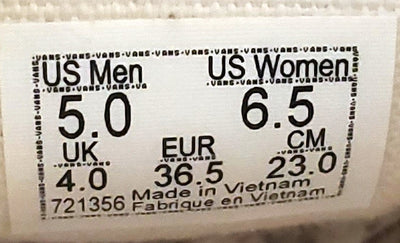 US Men US Women
5.0 6.5
UK EUR CM
4.0 36.5 23.0
721356 Made in Vietnam
Fabrique en Vietnam